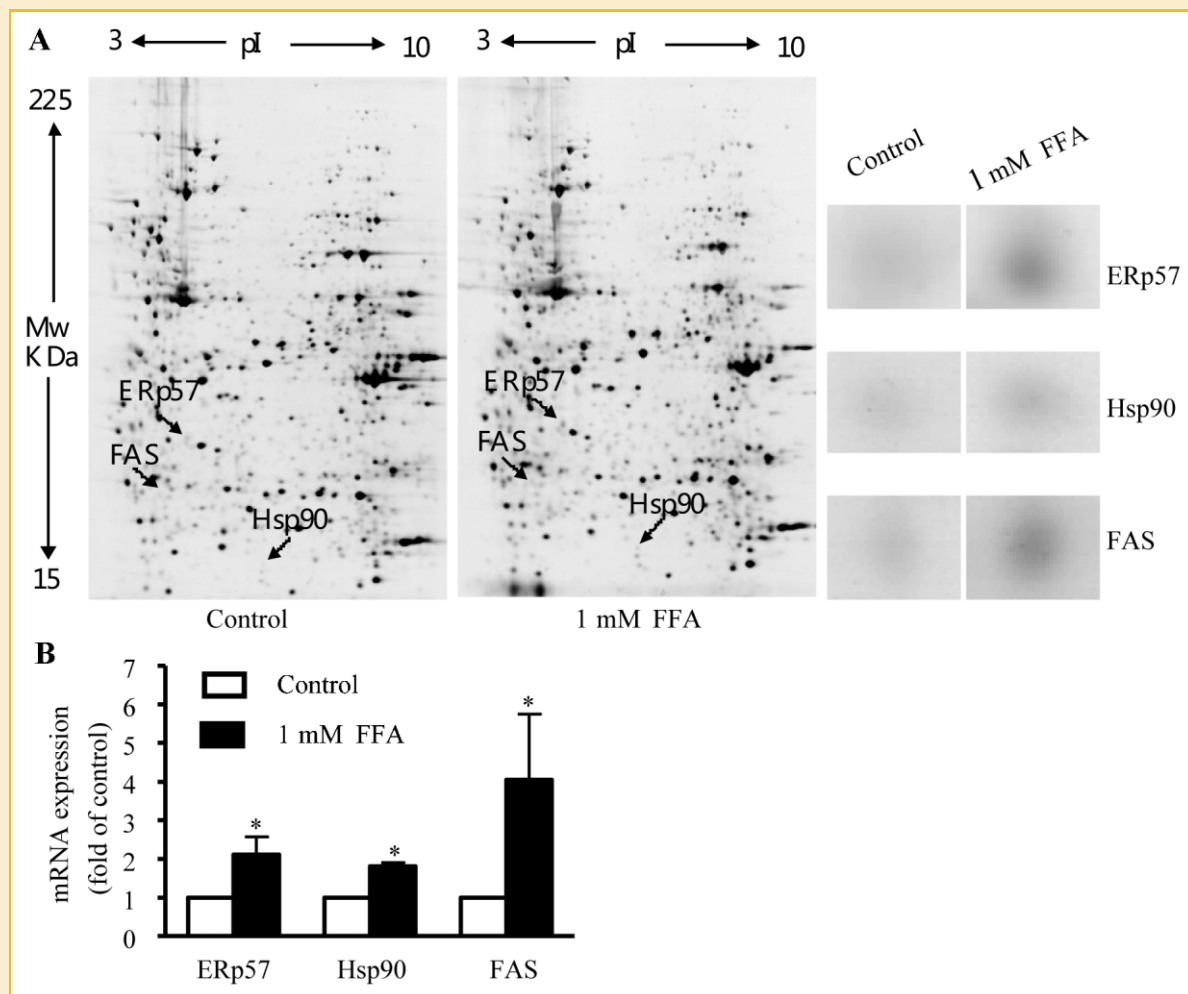 A
3 pI 10
3 pI 10
225
Mw
KDa
15
ERp57
FAS
Hsp90
Control
ERp57
FAS
Hsp90
1 mM FFA
Control
1 mM FFA
ERp57
Hsp90
FAS
B
mRNA expression
(fold of control)
7
6
5
4
3
2
1
0
Control
1 mM FFA
*
*
*
ERp57
Hsp90
FAS